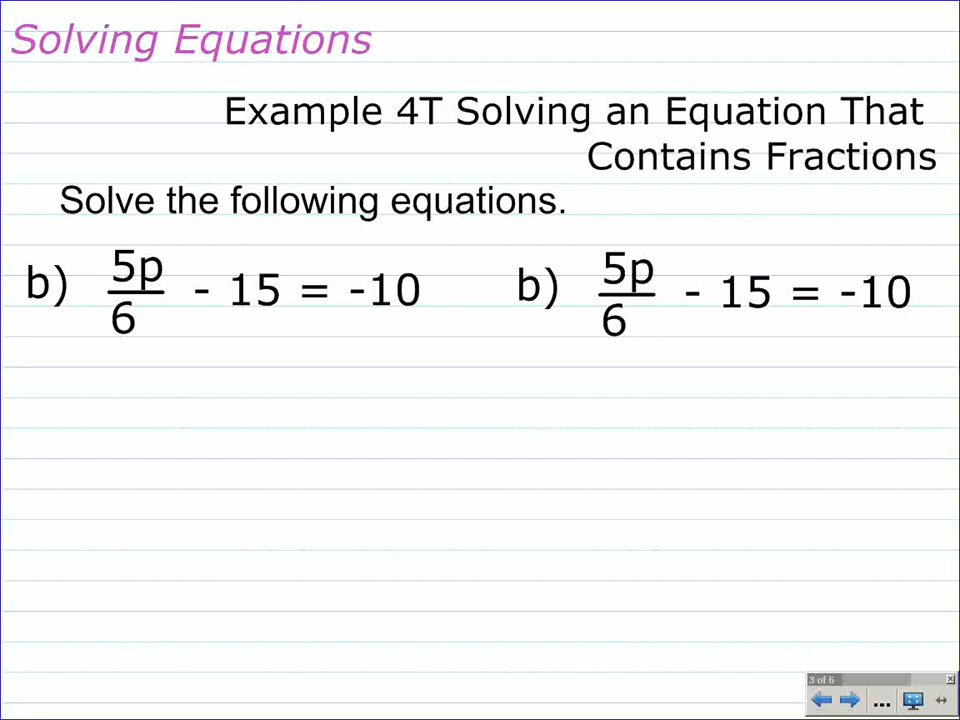 Solving Equations
Example 4T Solving an Equation That
Contains Fractions
Solve the following equations.
b) 5p/6 - 15 = -10 b) 5p/6 - 15 = -10
3 of 6
...